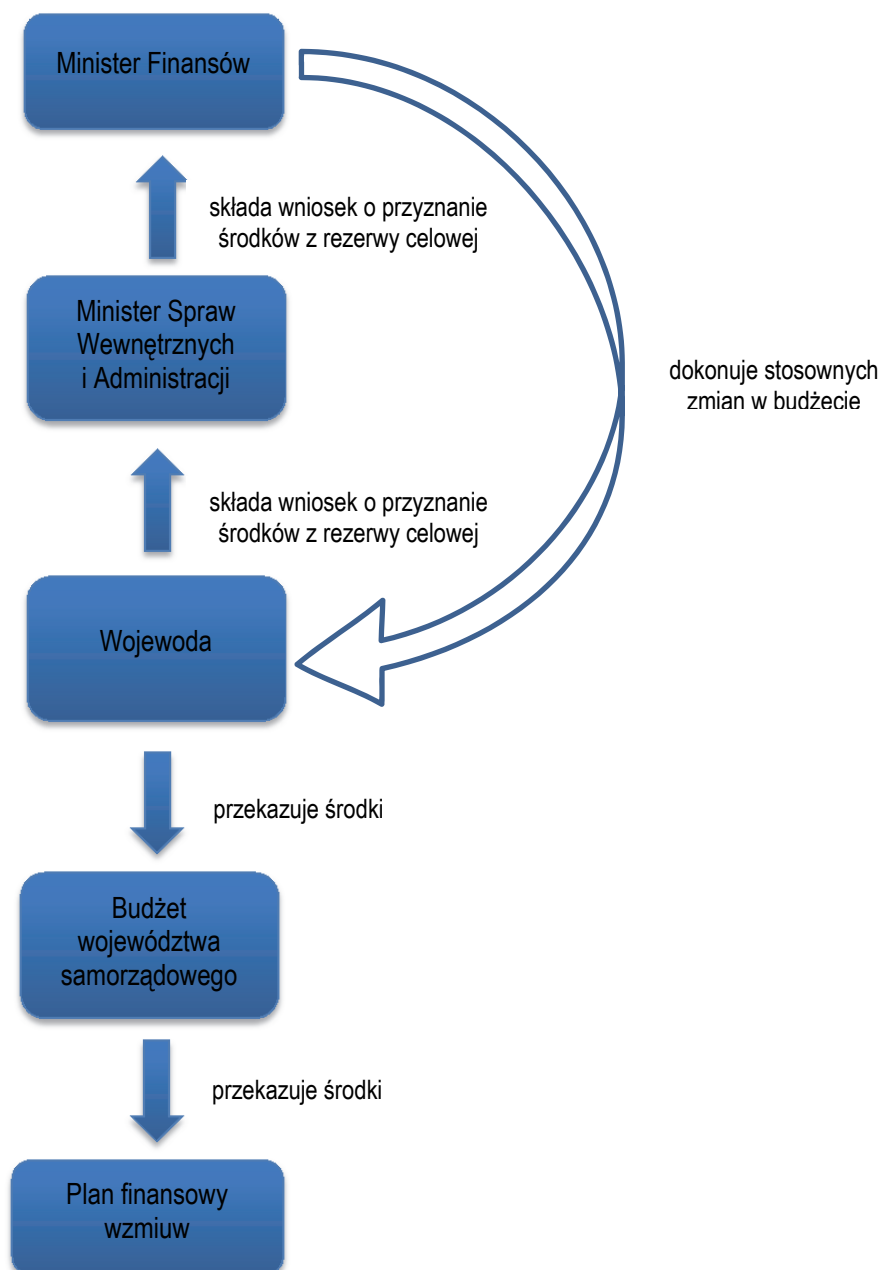 Minister Finansów
składa wniosek o przyznanie
środków z rezerwy celowej
Minister Spraw
Wewnętrznych
i Administracji
dokonuje stosownych
zmian w budżecie
składa wniosek o przyznanie
środków z rezerwy celowej
Wojewoda
przekazuje środki
Budżet
województwa
samorządowego
przekazuje środki
Plan finansowy
wzmiuw